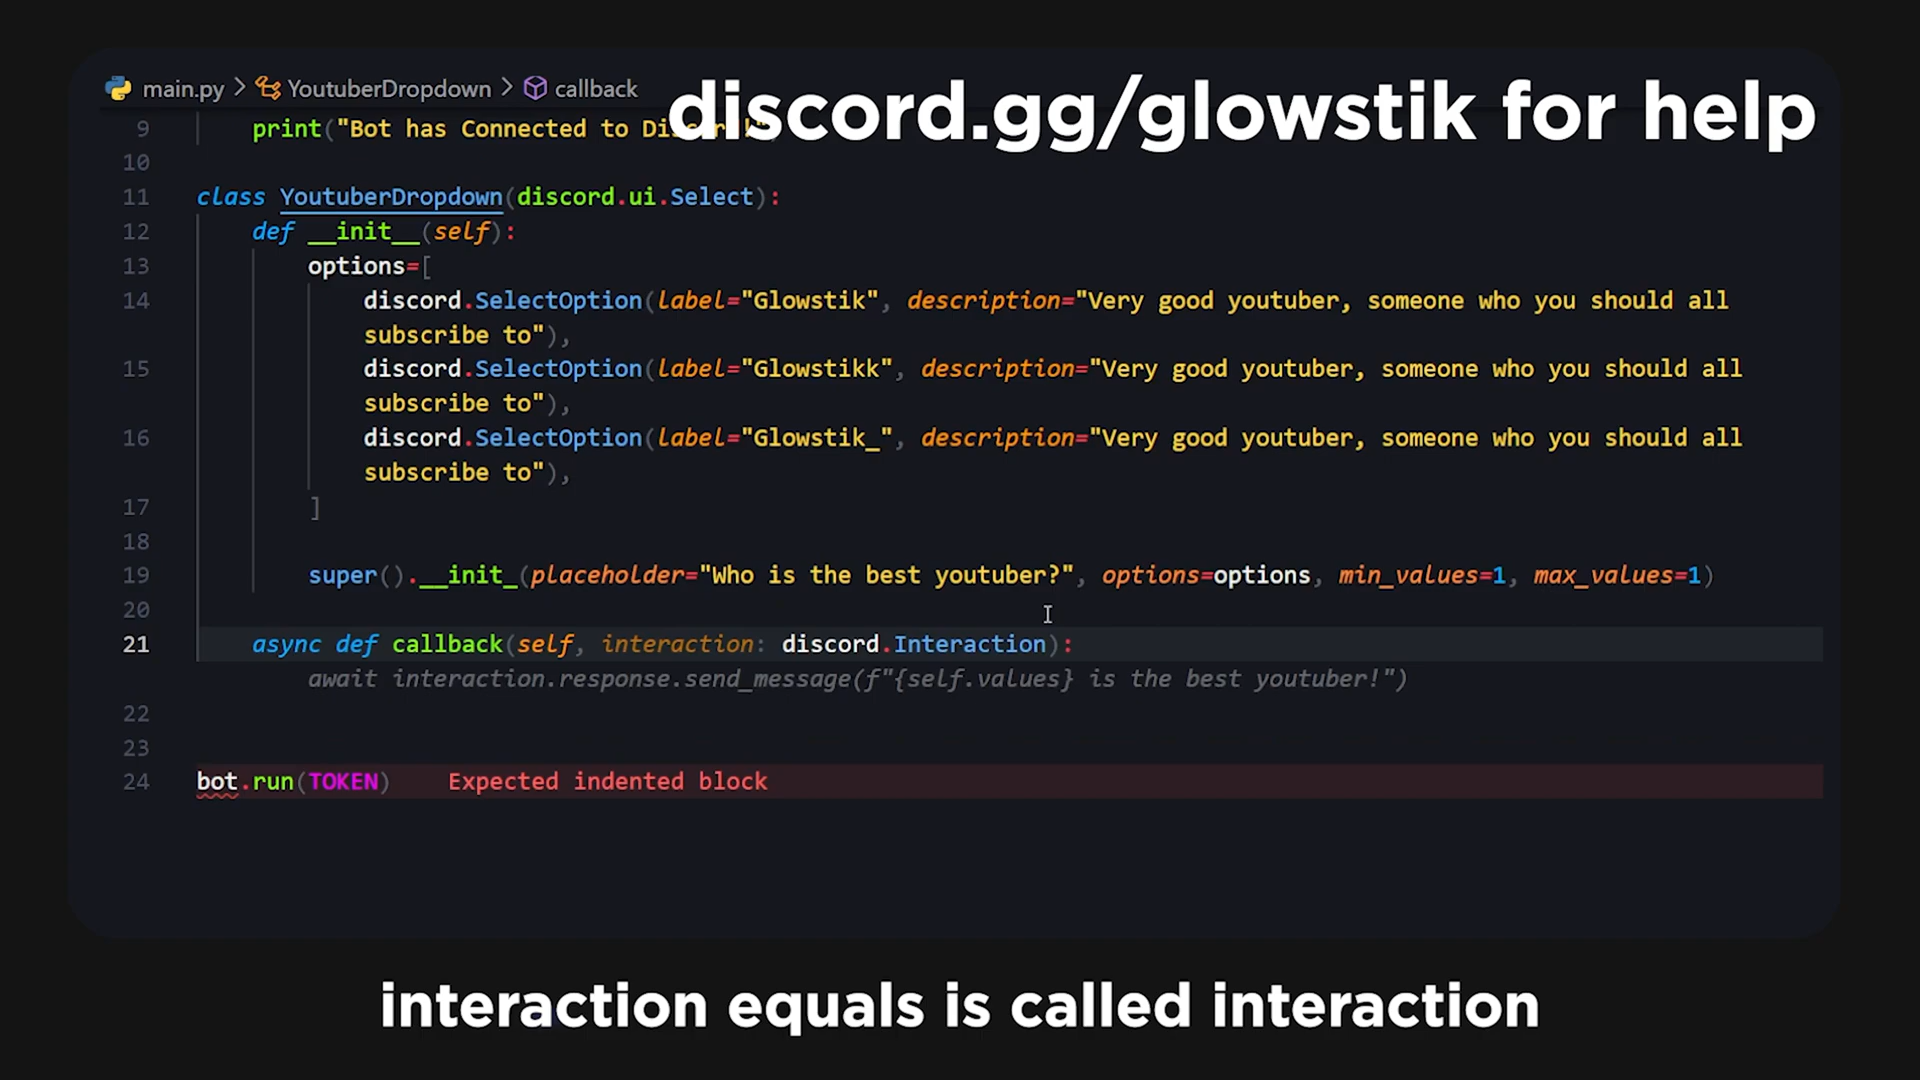 main.py > YoutuberDropdown > callback
discord.gg/glowstik for help
9 print("Bot has Connected to Di
10
11 class YoutuberDropdown(discord.ui.Select):
12 def __init__(self):
13 options=[
14 discord.SelectOption(label="Glowstik", description="Very good youtuber, someone who you should all
subscribe to"),
15 discord.SelectOption(label="Glowstikk", description="Very good youtuber, someone who you should all
subscribe to"),
16 discord.SelectOption(label="Glowstik_", description="Very good youtuber, someone who you should all
subscribe to"),
17 ]
18
19 super().__init_(placeholder="Who is the best youtuber?", options=options, min_values=1, max_values=1)
20
21 async def callback(self, interaction: discord.Interaction):
await interaction.response.send_message(f"{self.values} is the best youtuber!")
22
23
24 bot.run(TOKEN) Expected indented block
interaction equals is called interaction